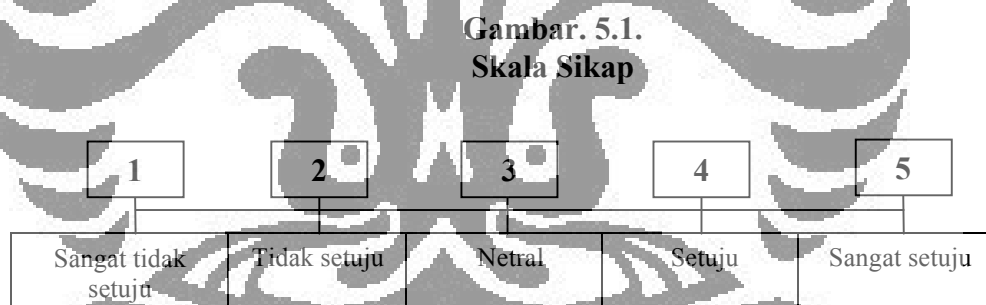 Gambar. 5.1.
Skala Sikap
1 2 3 4 5
Sangat tidak setuju
Tidak setuju
Netral
Setuju
Sangat setuju